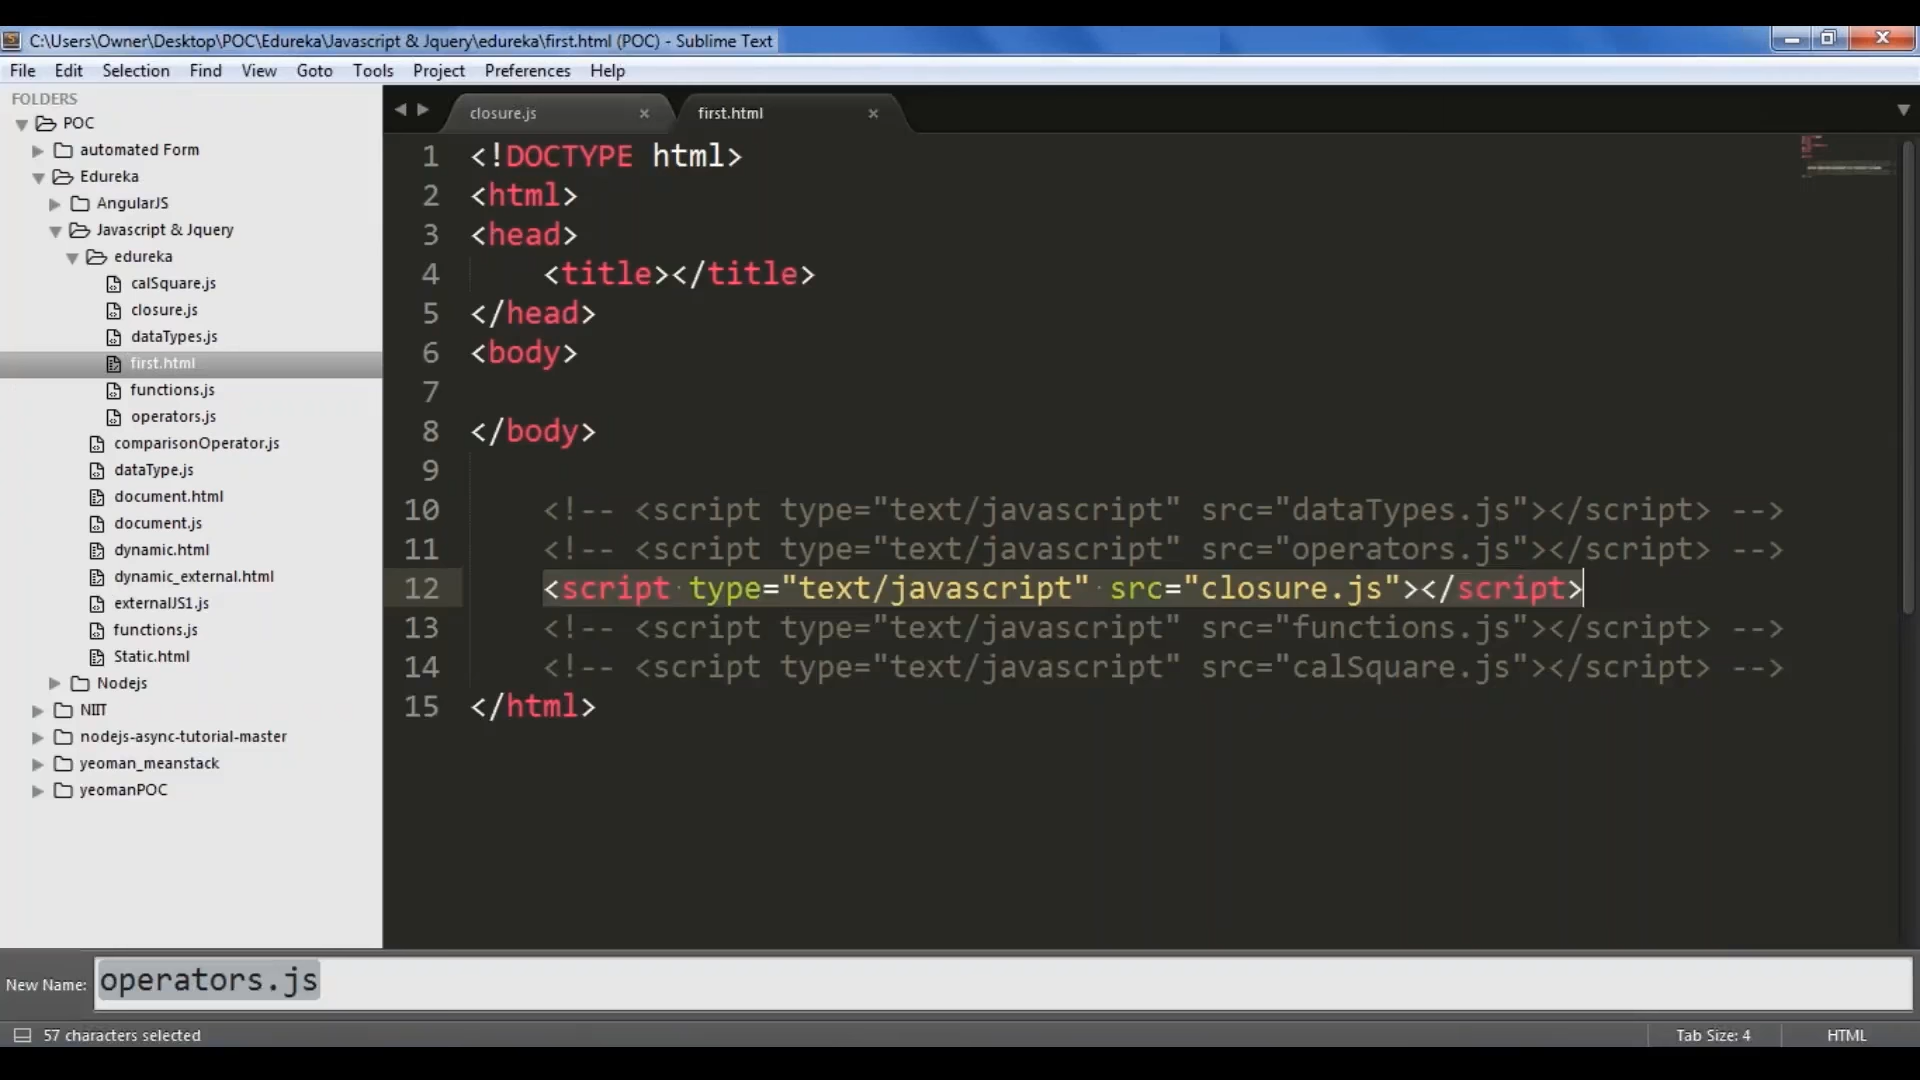 C:\Users\Owner\Desktop\POC\Edureka\Javascript & Jquery\edureka\first.html (POC) - Sublime Text
File Edit Selection Find View Goto Tools Project Preferences Help
FOLDERS
POC
automated Form
Edureka
AngularJS
Javascript & Jquery
edureka
calSquare.js
closure.js
dataTypes.js
first.html
functions.js
operators.js
comparisonOperator.js
dataType.js
document.html
document.js
dynamic.html
dynamic_external.html
externalJS1.js
functions.js
Static.html
Nodejs
NIIT
nodejs-async-tutorial-master
yeoman_meanstack
yeomanPOC
closure.js × first.html ×
1 <!DOCTYPE html>
2 <html>
3 <head>
4 <title></title>
5 </head>
6 <body>
7
8 </body>
9
10 <!-- <script type="text/javascript" src="dataTypes.js"></script> -->
11 <!-- <script type="text/javascript" src="operators.js"></script> -->
12 <script type="text/javascript" src="closure.js"></script>
13 <!-- <script type="text/javascript" src="functions.js"></script> -->
14 <!-- <script type="text/javascript" src="calSquare.js"></script> -->
15 </html>
New Name: operators.js
57 characters selected Tab Size: 4 HTML